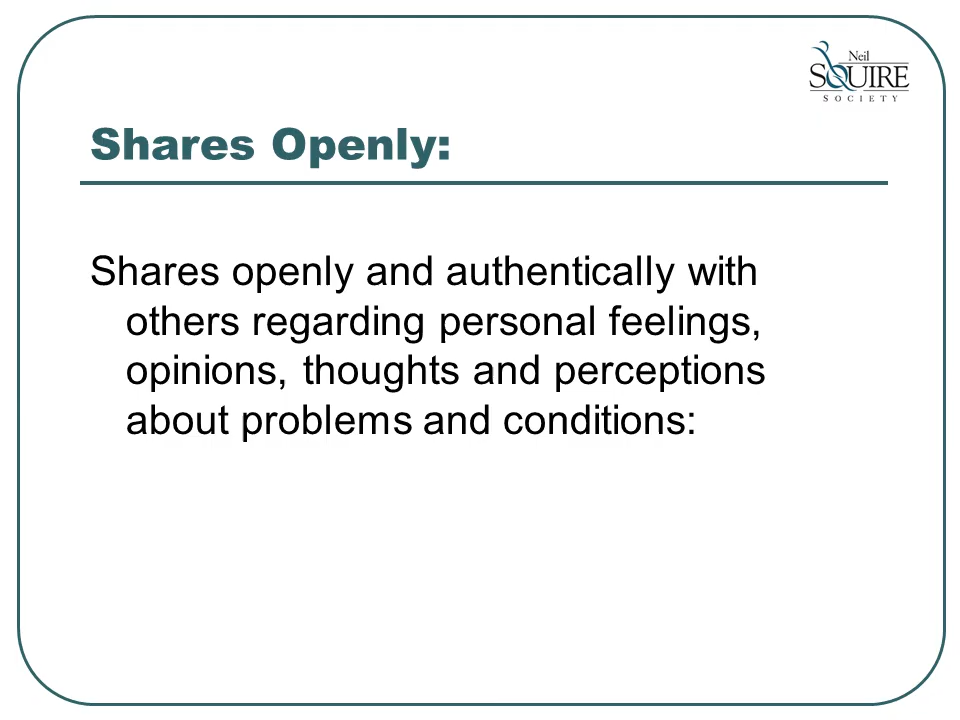 Neil
SQUIRE
SOCIETY
Shares Openly:
Shares openly and authentically with
others regarding personal feelings,
opinions, thoughts and perceptions
about problems and conditions: